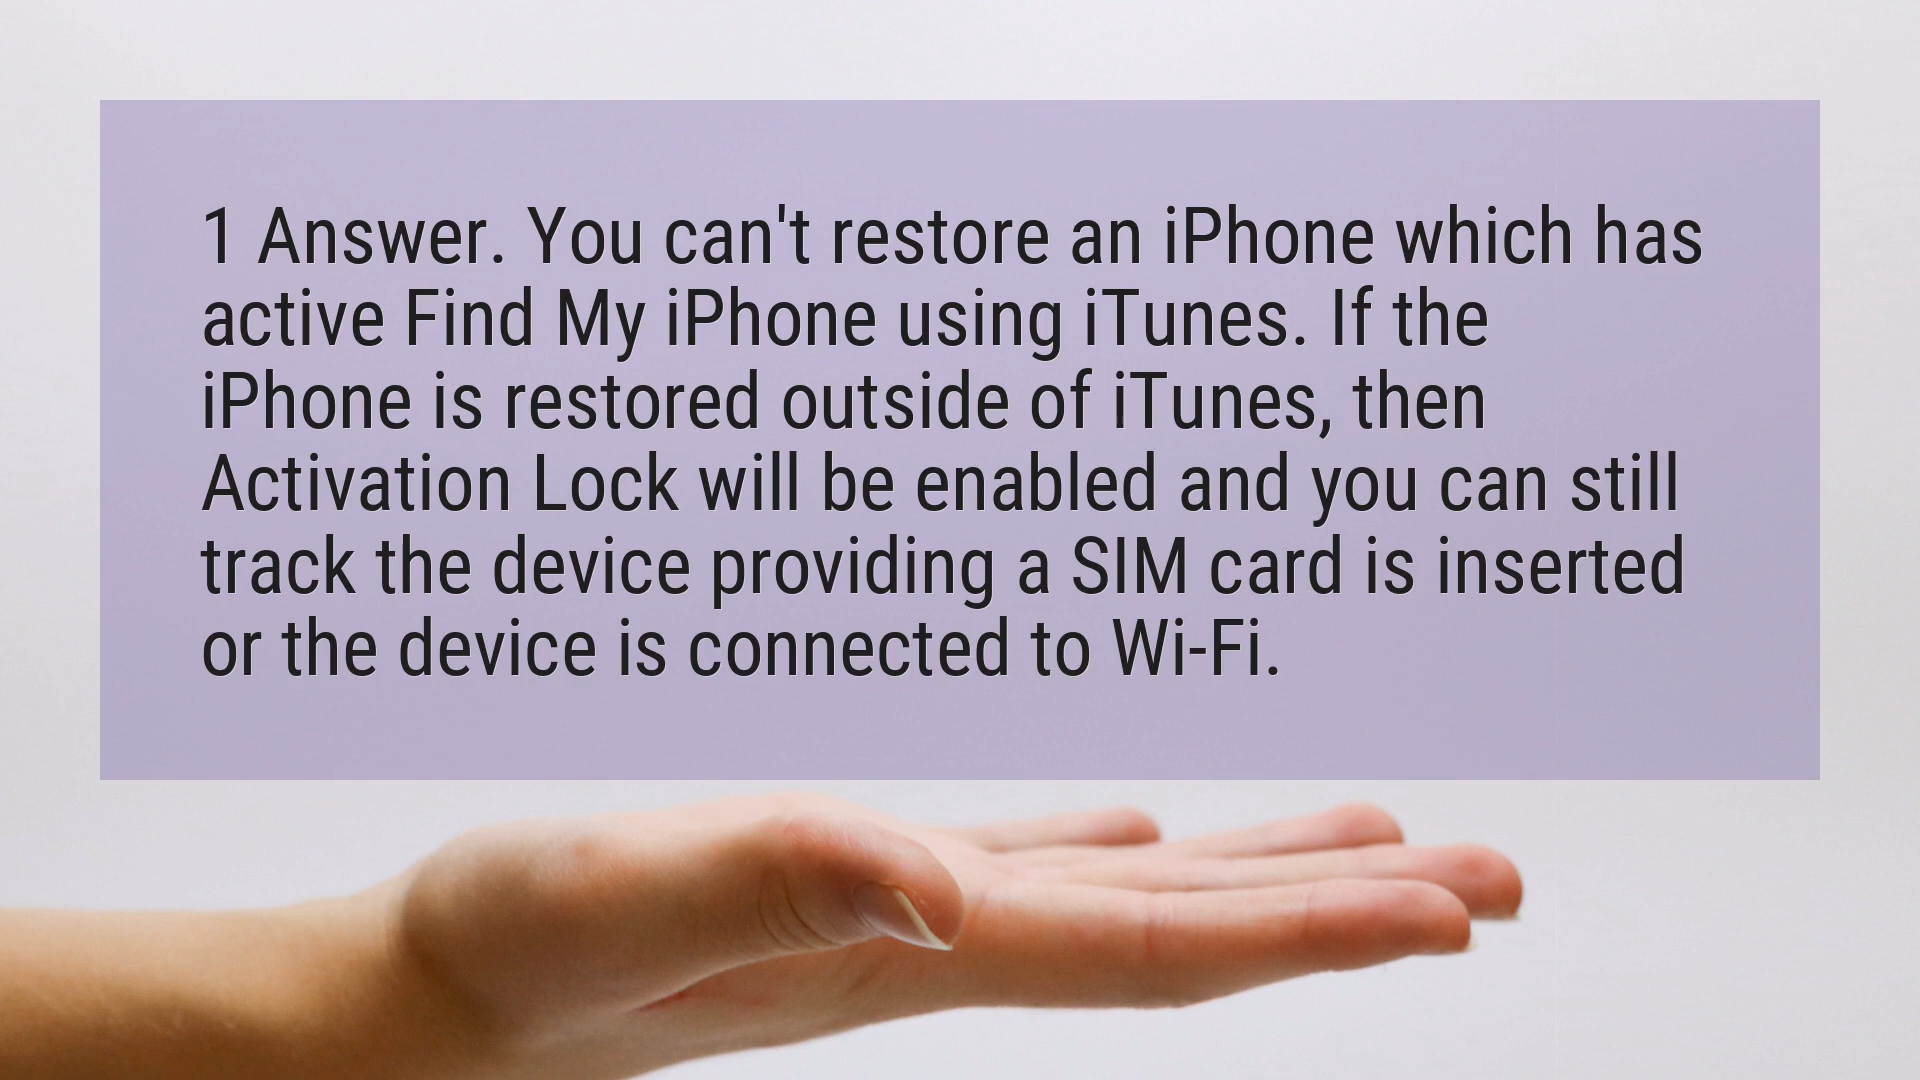 1 Answer. You can't restore an iPhone which has
active Find My iPhone using iTunes. If the
iPhone is restored outside of iTunes, then
Activation Lock will be enabled and you can still
track the device providing a SIM card is inserted
or the device is connected to Wi-Fi.